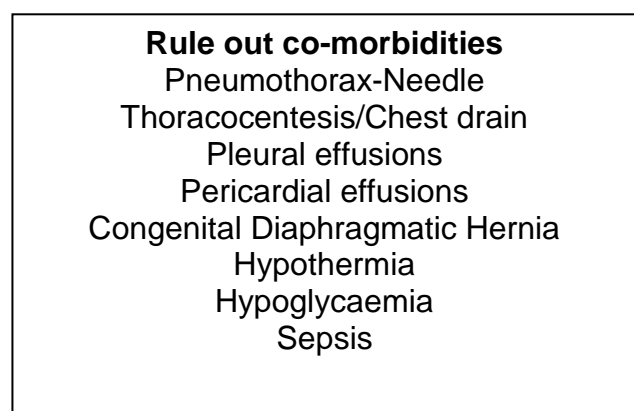 Rule out co-morbidities
Pneumothorax-Needle
Thoracocentesis/Chest drain
Pleural effusions
Pericardial effusions
Congenital Diaphragmatic Hernia
Hypothermia
Hypoglycaemia
Sepsis